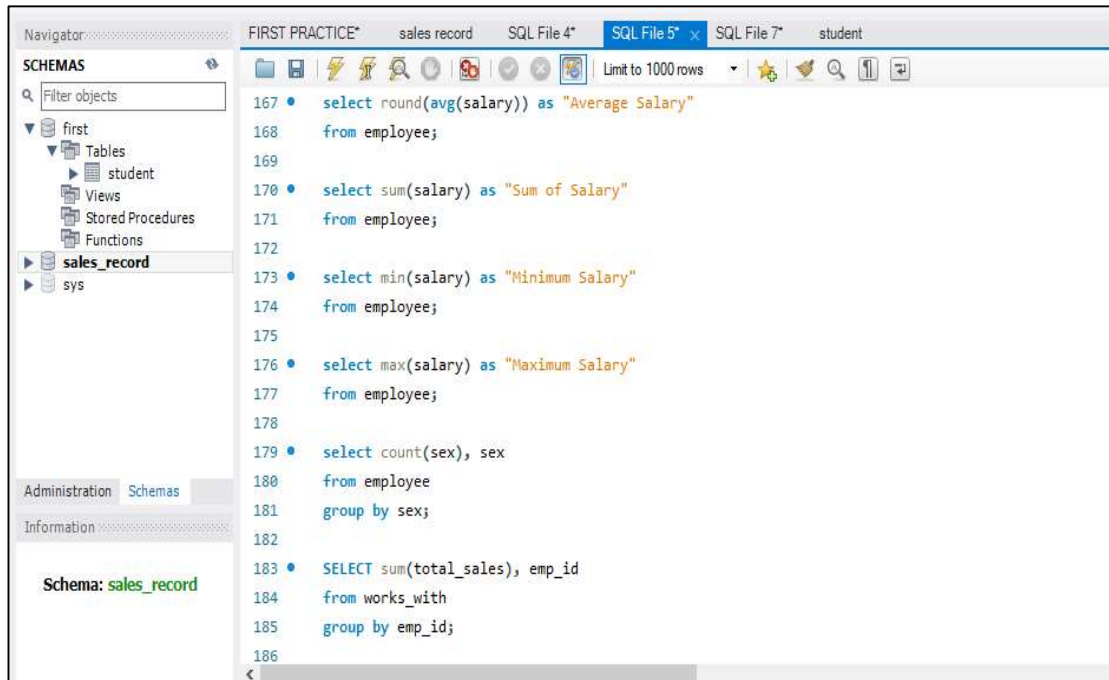 Navigator
SCHEMAS
Filter objects
first
Tables
student
Views
Stored Procedures
Functions
sales_record
sys
Administration Schemas
Information
Schema: sales_record
FIRST PRACTICE* sales record SQL File 4* SQL File 5* SQL File 7* student
Limit to 1000 rows
167 select round(avg(salary)) as "Average Salary"
168 from employee;
169
170 select sum(salary) as "Sum of Salary"
171 from employee;
172
173 select min(salary) as "Minimum Salary"
174 from employee;
175
176 select max(salary) as "Maximum Salary"
177 from employee;
178
179 select count(sex), sex
180 from employee
181 group by sex;
182
183 SELECT sum(total_sales), emp_id
184 from works_with
185 group by emp_id;
186